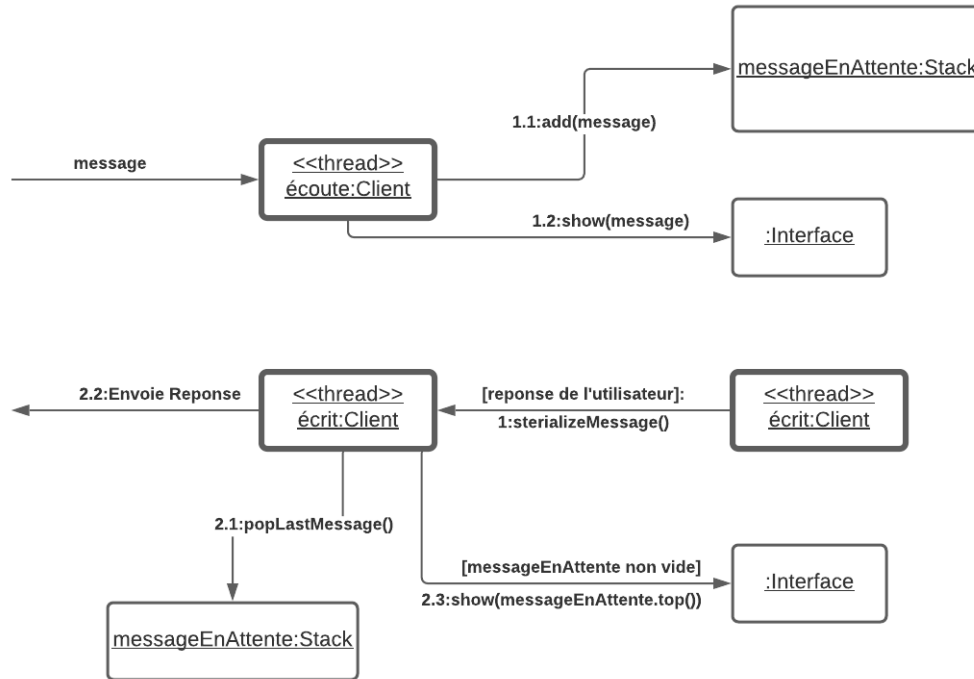 messageEnAttente:Stack
1.1:add(message)
message
<<thread>>
écoute:Client
1.2:show(message)
:Interface
2.2:Envoie Reponse
<<thread>>
écrit:Client
[reponse de l'utilisateur]:
1:sterializeMessage()
<<thread>>
écrit:Client
2.1:popLastMessage()
[messageEnAttente non vide]
2.3:show(messageEnAttente.top())
:Interface
messageEnAttente:Stack